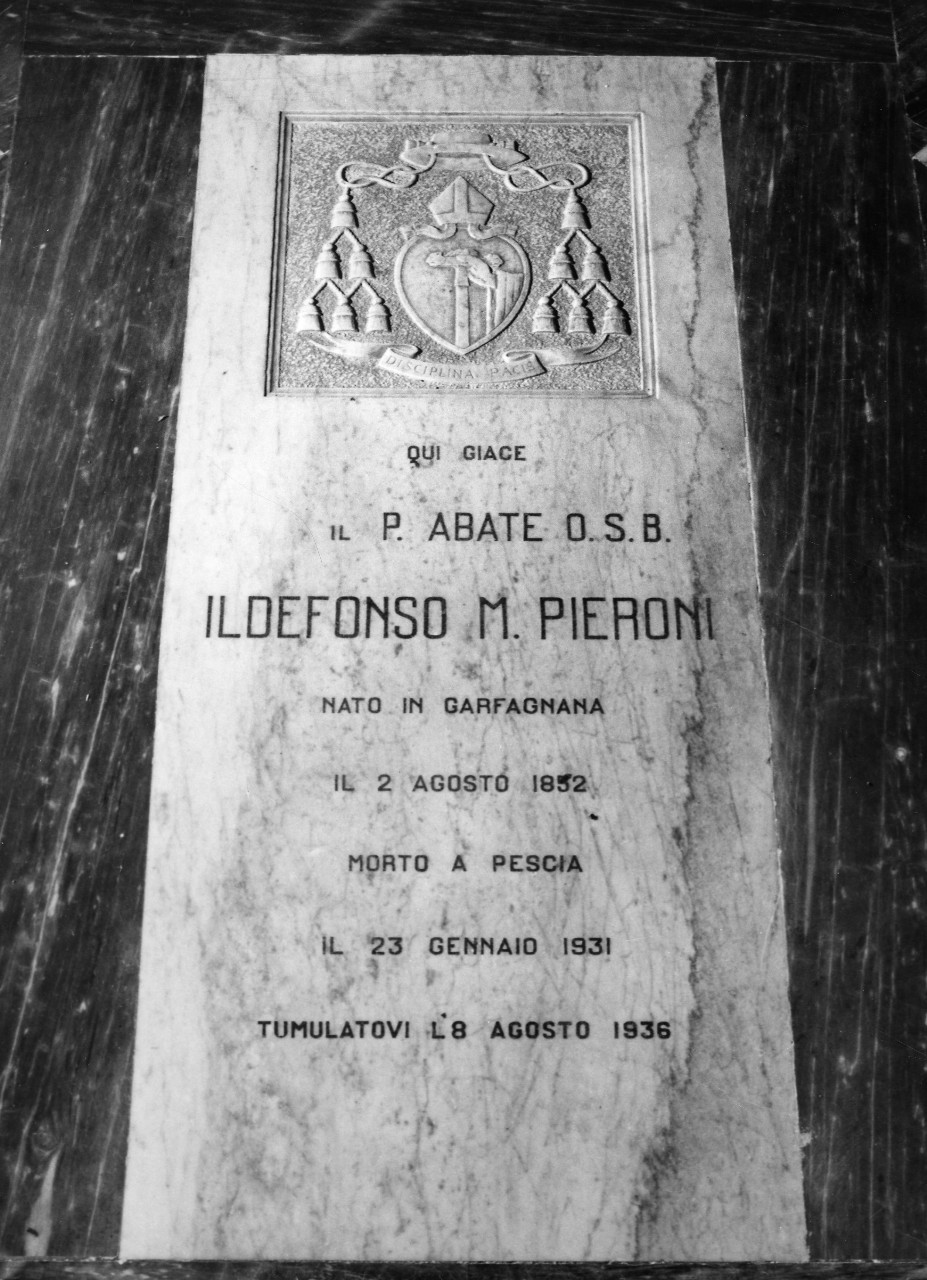 DISCIPLINA PACIS
QUI GIACE
IL P. ABATE O.S.B.
ILDEFONSO M. PIERONI
NATO IN GARFAGNANA
IL 2 AGOSTO 1852
MORTO A PESCIA
IL 23 GENNAIO 1931
TUMULATOVI L'8 AGOSTO 1936